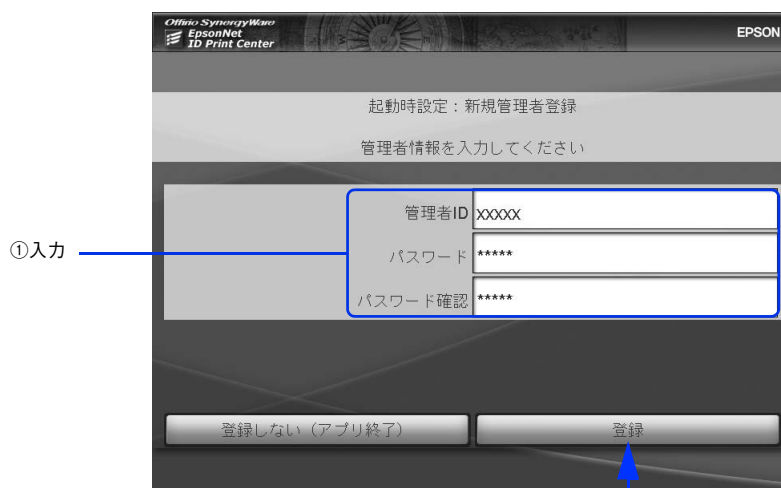 Offirio SynergyWare
EpsonNet
ID Print Center
EPSON
起動時設定：新規管理者登録
管理者情報を入力してください
①入力
管理者ID xxxxx
パスワード *****
パスワード確認 *****
登録しない（アプリ終了） 登録